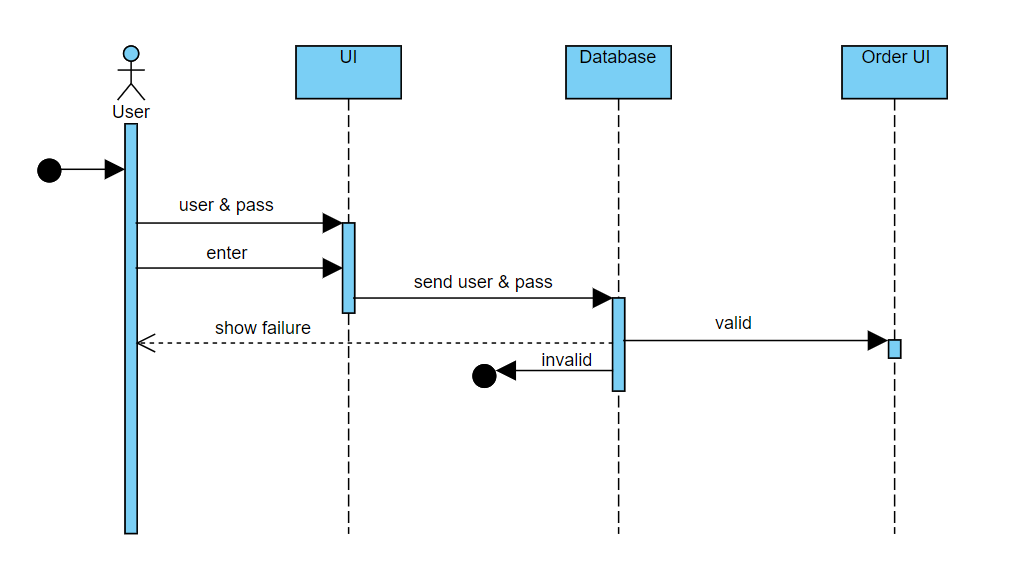 UI
Database
Order UI
User
user & pass
enter
send user & pass
valid
show failure
invalid